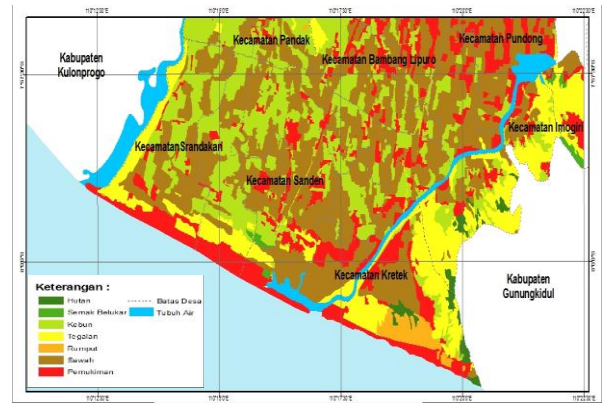 Kecamatan Pandak
Kecamatan Pundong
Kabupaten
Kulonprogo
Kecamatan Bambang Lipuro
Kecamatan Imogiri
Kecamatan Srandakan
Kecamatan Sanden
Kecamatan Kretek
Kabupaten
Gunungkidul
Keterangan :
Hutan
Batas Desa
Semak Belukar
Tubuh Air
Kebun
Tegalan
Rumput
Sawah
Pemukiman